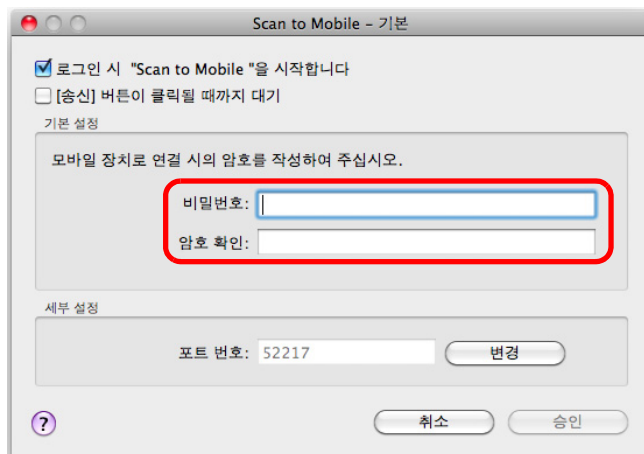 Scan to Mobile – 기본
로그인 시 "Scan to Mobile "을 시작합니다
[송신] 버튼이 클릭될 때까지 대기
기본 설정
모바일 장치로 연결 시의 암호를 작성하여 주십시오.
비밀번호:
암호 확인:
세부 설정
포트 번호: 52217 변경
? 취소 승인